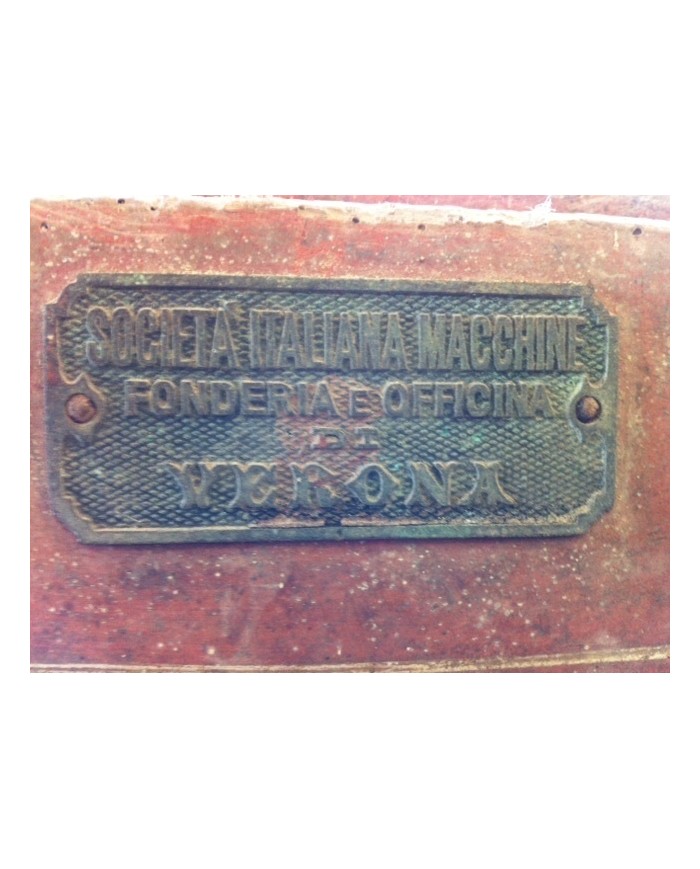 SOCIETÀ ITALIANA MACCHINE
FONDERIA E OFFICINA
DI
VERONA